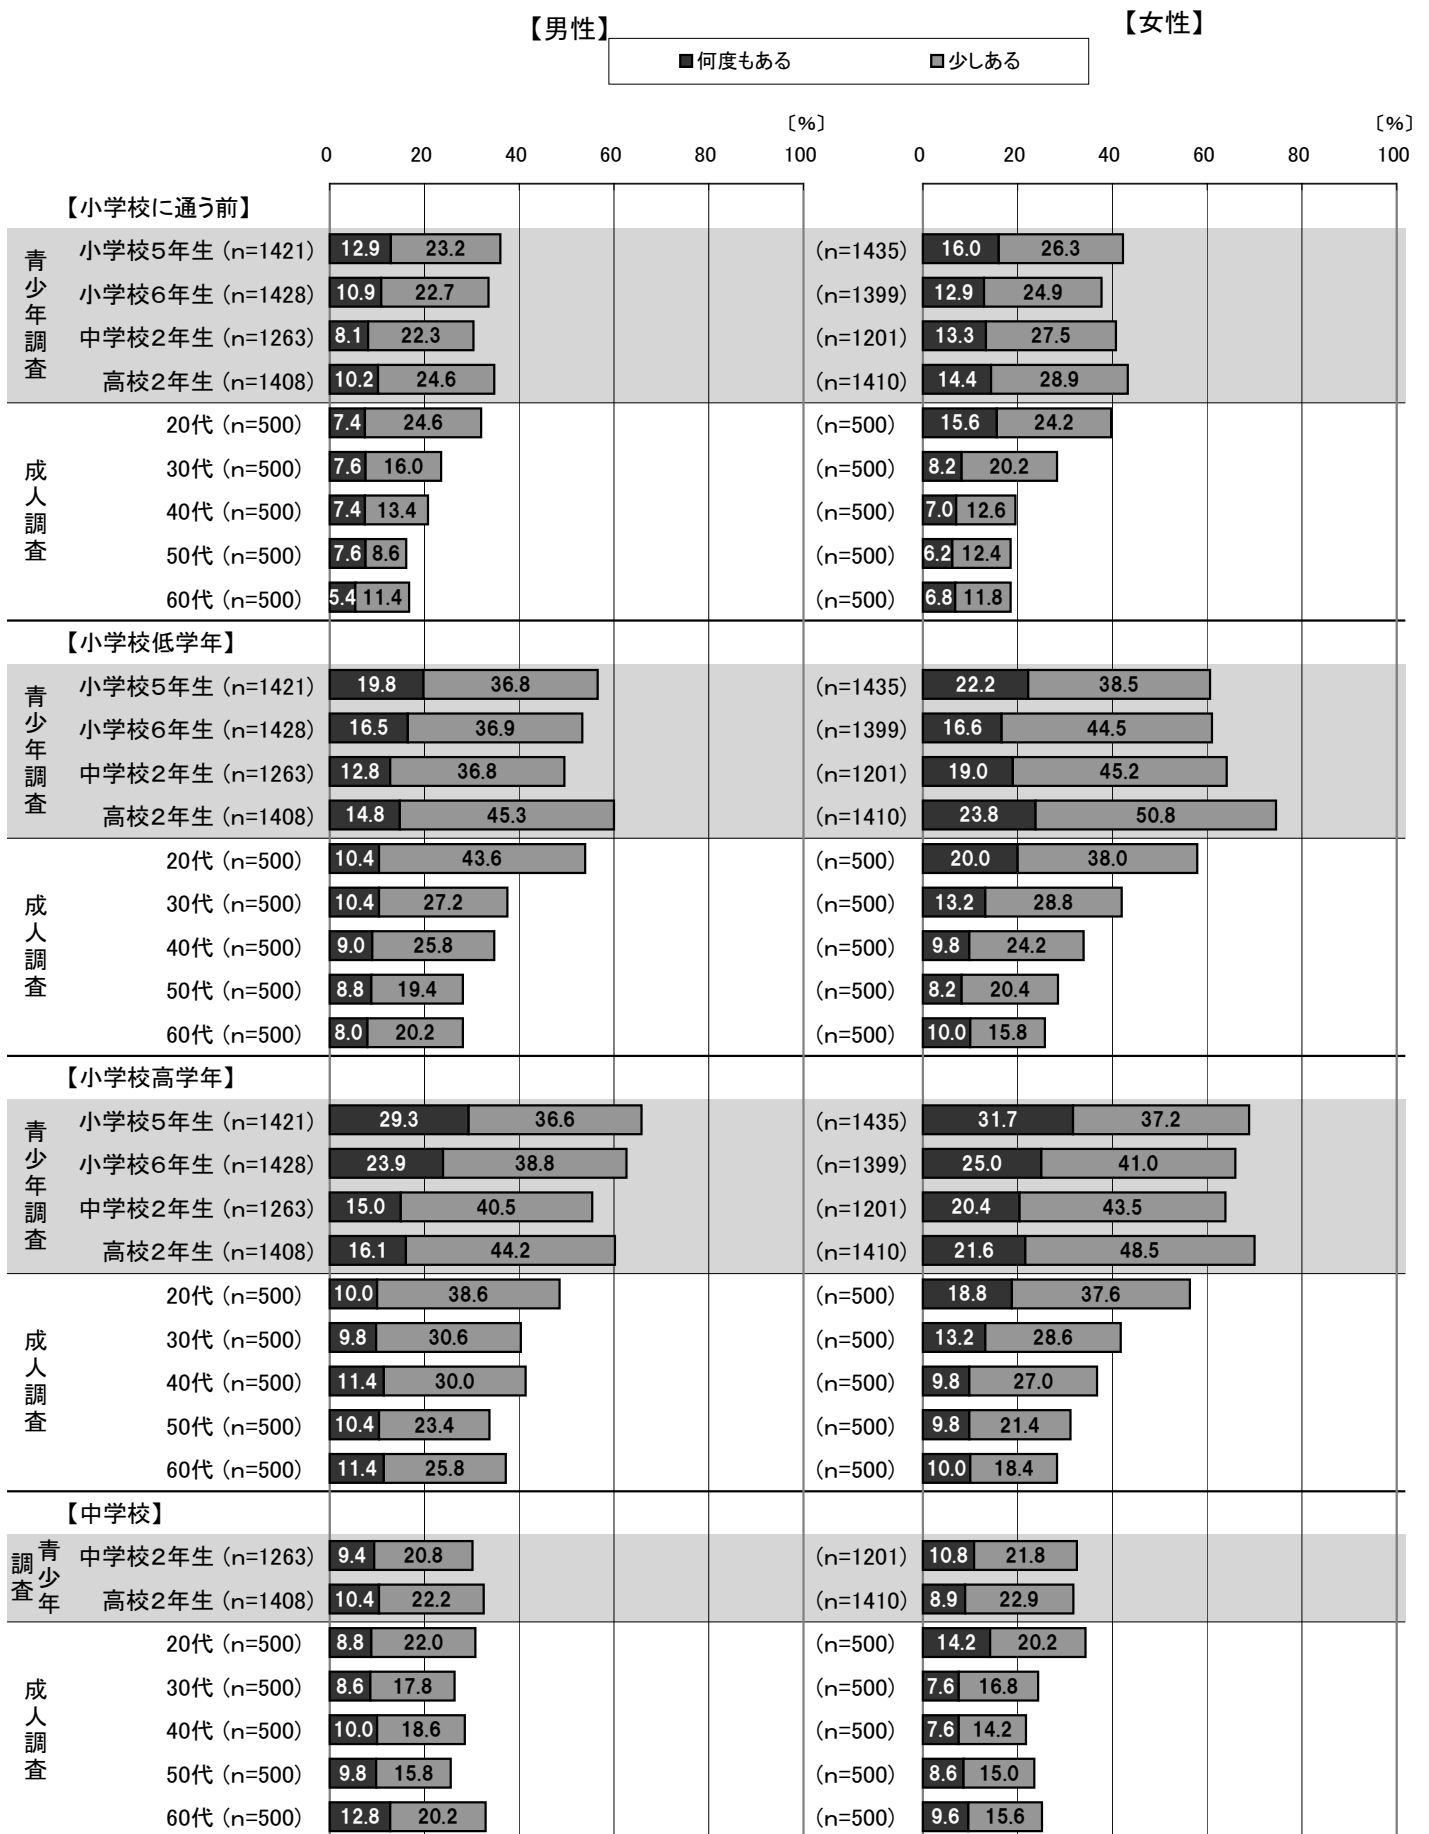 【男性】 【女性】
■何度もある ■少しある
〔%〕 〔%〕
0 20 40 60 80 100 0 20 40 60 80 100
【小学校に通う前】
青少年調査
小学校5年生 (n=1421) 12.9 23.2 (n=1435) 16.0 26.3
小学校6年生 (n=1428) 10.9 22.7 (n=1399) 12.9 24.9
中学校2年生 (n=1263) 8.1 22.3 (n=1201) 13.3 27.5
高校2年生 (n=1408) 10.2 24.6 (n=1410) 14.4 28.9
成人調査
20代 (n=500) 7.4 24.6 (n=500) 15.6 24.2
30代 (n=500) 7.6 16.0 (n=500) 8.2 20.2
40代 (n=500) 7.4 13.4 (n=500) 7.0 12.6
50代 (n=500) 7.6 8.6 (n=500) 6.2 12.4
60代 (n=500) 5.4 11.4 (n=500) 6.8 11.8
【小学校低学年】
青少年調査
小学校5年生 (n=1421) 19.8 36.8 (n=1435) 22.2 38.5
小学校6年生 (n=1428) 16.5 36.9 (n=1399) 16.6 44.5
中学校2年生 (n=1263) 12.8 36.8 (n=1201) 19.0 45.2
高校2年生 (n=1408) 14.8 45.3 (n=1410) 23.8 50.8
成人調査
20代 (n=500) 10.4 43.6 (n=500) 20.0 38.0
30代 (n=500) 10.4 27.2 (n=500) 13.2 28.8
40代 (n=500) 9.0 25.8 (n=500) 9.8 24.2
50代 (n=500) 8.8 19.4 (n=500) 8.2 20.4
60代 (n=500) 8.0 20.2 (n=500) 10.0 15.8
【小学校高学年】
青少年調査
小学校5年生 (n=1421) 29.3 36.6 (n=1435) 31.7 37.2
小学校6年生 (n=1428) 23.9 38.8 (n=1399) 25.0 41.0
中学校2年生 (n=1263) 15.0 40.5 (n=1201) 20.4 43.5
高校2年生 (n=1408) 16.1 44.2 (n=1410) 21.6 48.5
成人調査
20代 (n=500) 10.0 38.6 (n=500) 18.8 37.6
30代 (n=500) 9.8 30.6 (n=500) 13.2 28.6
40代 (n=500) 11.4 30.0 (n=500) 9.8 27.0
50代 (n=500) 10.4 23.4 (n=500) 9.8 21.4
60代 (n=500) 11.4 25.8 (n=500) 10.0 18.4
【中学校】
青少年調査
中学校2年生 (n=1263) 9.4 20.8 (n=1201) 10.8 21.8
高校2年生 (n=1408) 10.4 22.2 (n=1410) 8.9 22.9
成人調査
20代 (n=500) 8.8 22.0 (n=500) 14.2 20.2
30代 (n=500) 8.6 17.8 (n=500) 7.6 16.8
40代 (n=500) 10.0 18.6 (n=500) 7.6 14.2
50代 (n=500) 9.8 15.8 (n=500) 8.6 15.0
60代 (n=500) 12.8 20.2 (n=500) 9.6 15.6